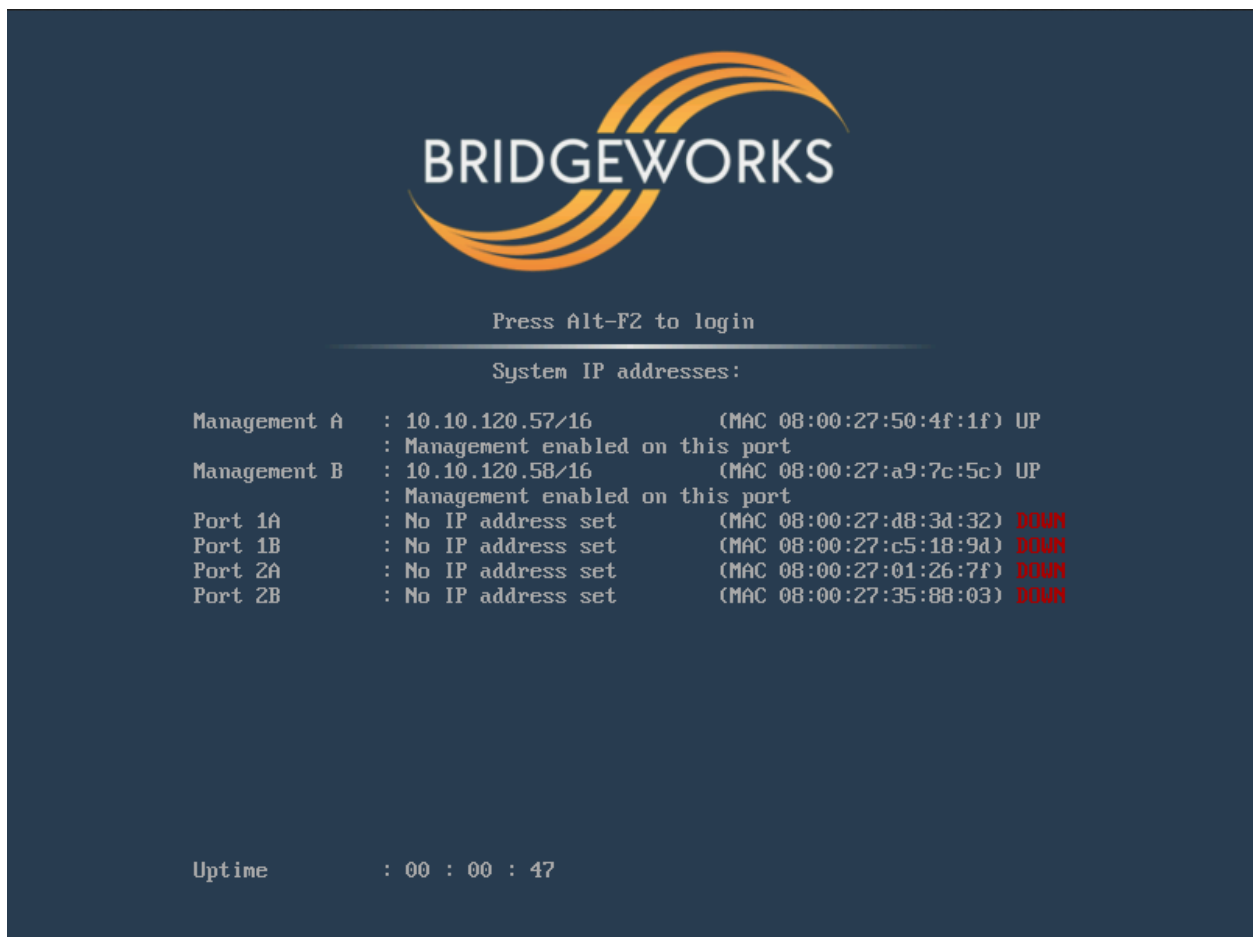 BRIDGEWORKS
Press Alt-F2 to login
System IP addresses:
Management A : 10.10.120.57/16 (MAC 08:00:27:50:4f:1f) UP
: Management enabled on this port
Management B : 10.10.120.58/16 (MAC 08:00:27:a9:7c:5c) UP
: Management enabled on this port
Port 1A : No IP address set (MAC 08:00:27:d8:3d:32) DOWN
Port 1B : No IP address set (MAC 08:00:27:c5:18:9d) DOWN
Port 2A : No IP address set (MAC 08:00:27:01:26:7f) DOWN
Port 2B : No IP address set (MAC 08:00:27:35:88:03) DOWN
Uptime : 00 : 00 : 47